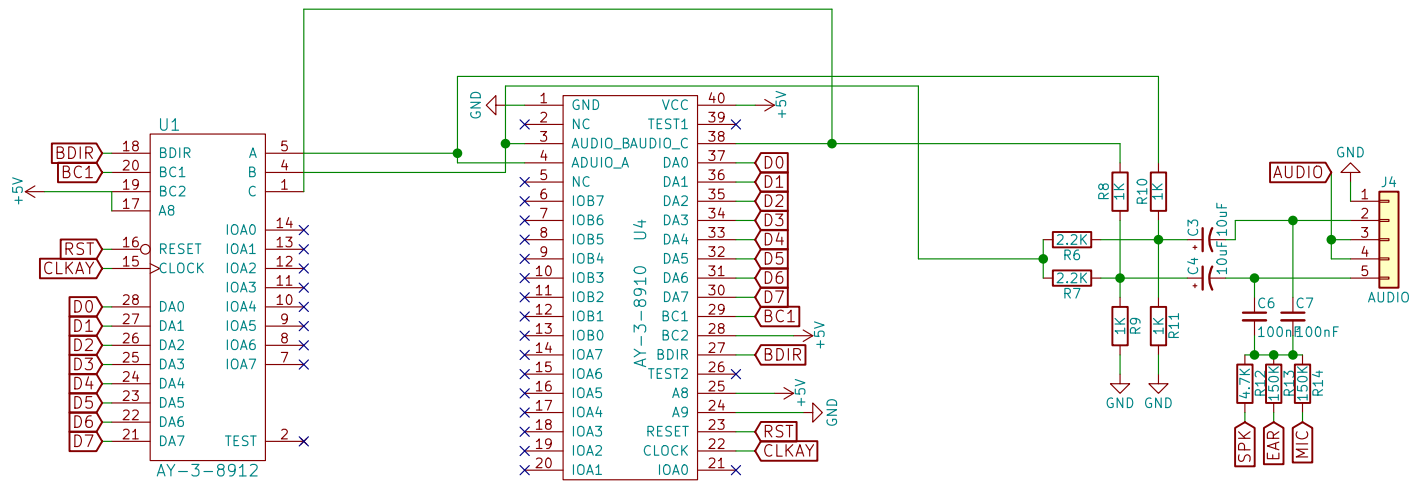 U1
BDIR 18 BDIR A 5
BC1 20 BC1 B 4
+5V 19 BC2 C 1
17 A8
IOA0 14
RST 16 RESET IOA1 13
CLKAY 15 CLOCK IOA2 12
IOA3 11
D0 28 DA0 IOA4 10
D1 27 DA1 IOA5 9
D2 26 DA2 IOA6 8
D3 25 DA3 IOA7 7
D4 24 DA4
D5 23 DA5
D6 22 DA6
D7 21 DA7 TEST 2
AY-3-8912
GND 1 GND VCC 40 +5V
2 NC TEST1 39
3 AUDIO_B AUDIO_C 38
4 ADUIO_A DA0 37 D0
5 NC DA1 36 D1
6 IOB7 DA2 35 D2
7 IOB6 DA3 34 D3
8 IOB5 DA4 33 D4
9 IOB4 DA5 32 D5
10 IOB3 DA6 31 D6
11 IOB2 DA7 30 D7
12 IOB1 BC1 29 BC1
13 IOB0 BC2 28 +5V
14 IOA7 BDIR 27 BDIR
15 IOA6 TEST2 26
16 IOA5 A8 25 +5V
17 IOA4 A9 24 GND
18 IOA3 RESET 23 RST
19 IOA2 CLOCK 22 CLKAY
20 IOA1 IOA0 21
U4
AY-3-8910
R8 1K
R10 1K
2.2K
R6
2.2K
R7
1K R9
1K R11
GND
GND
C3 10uF
+
C4 10uF
+
AUDIO
GND
J4
1
2
3
4
5
AUDIO
C6
100nF
C7
100nF
4.7K R12
150K R13
150K R14
SPK
EAR
MIC